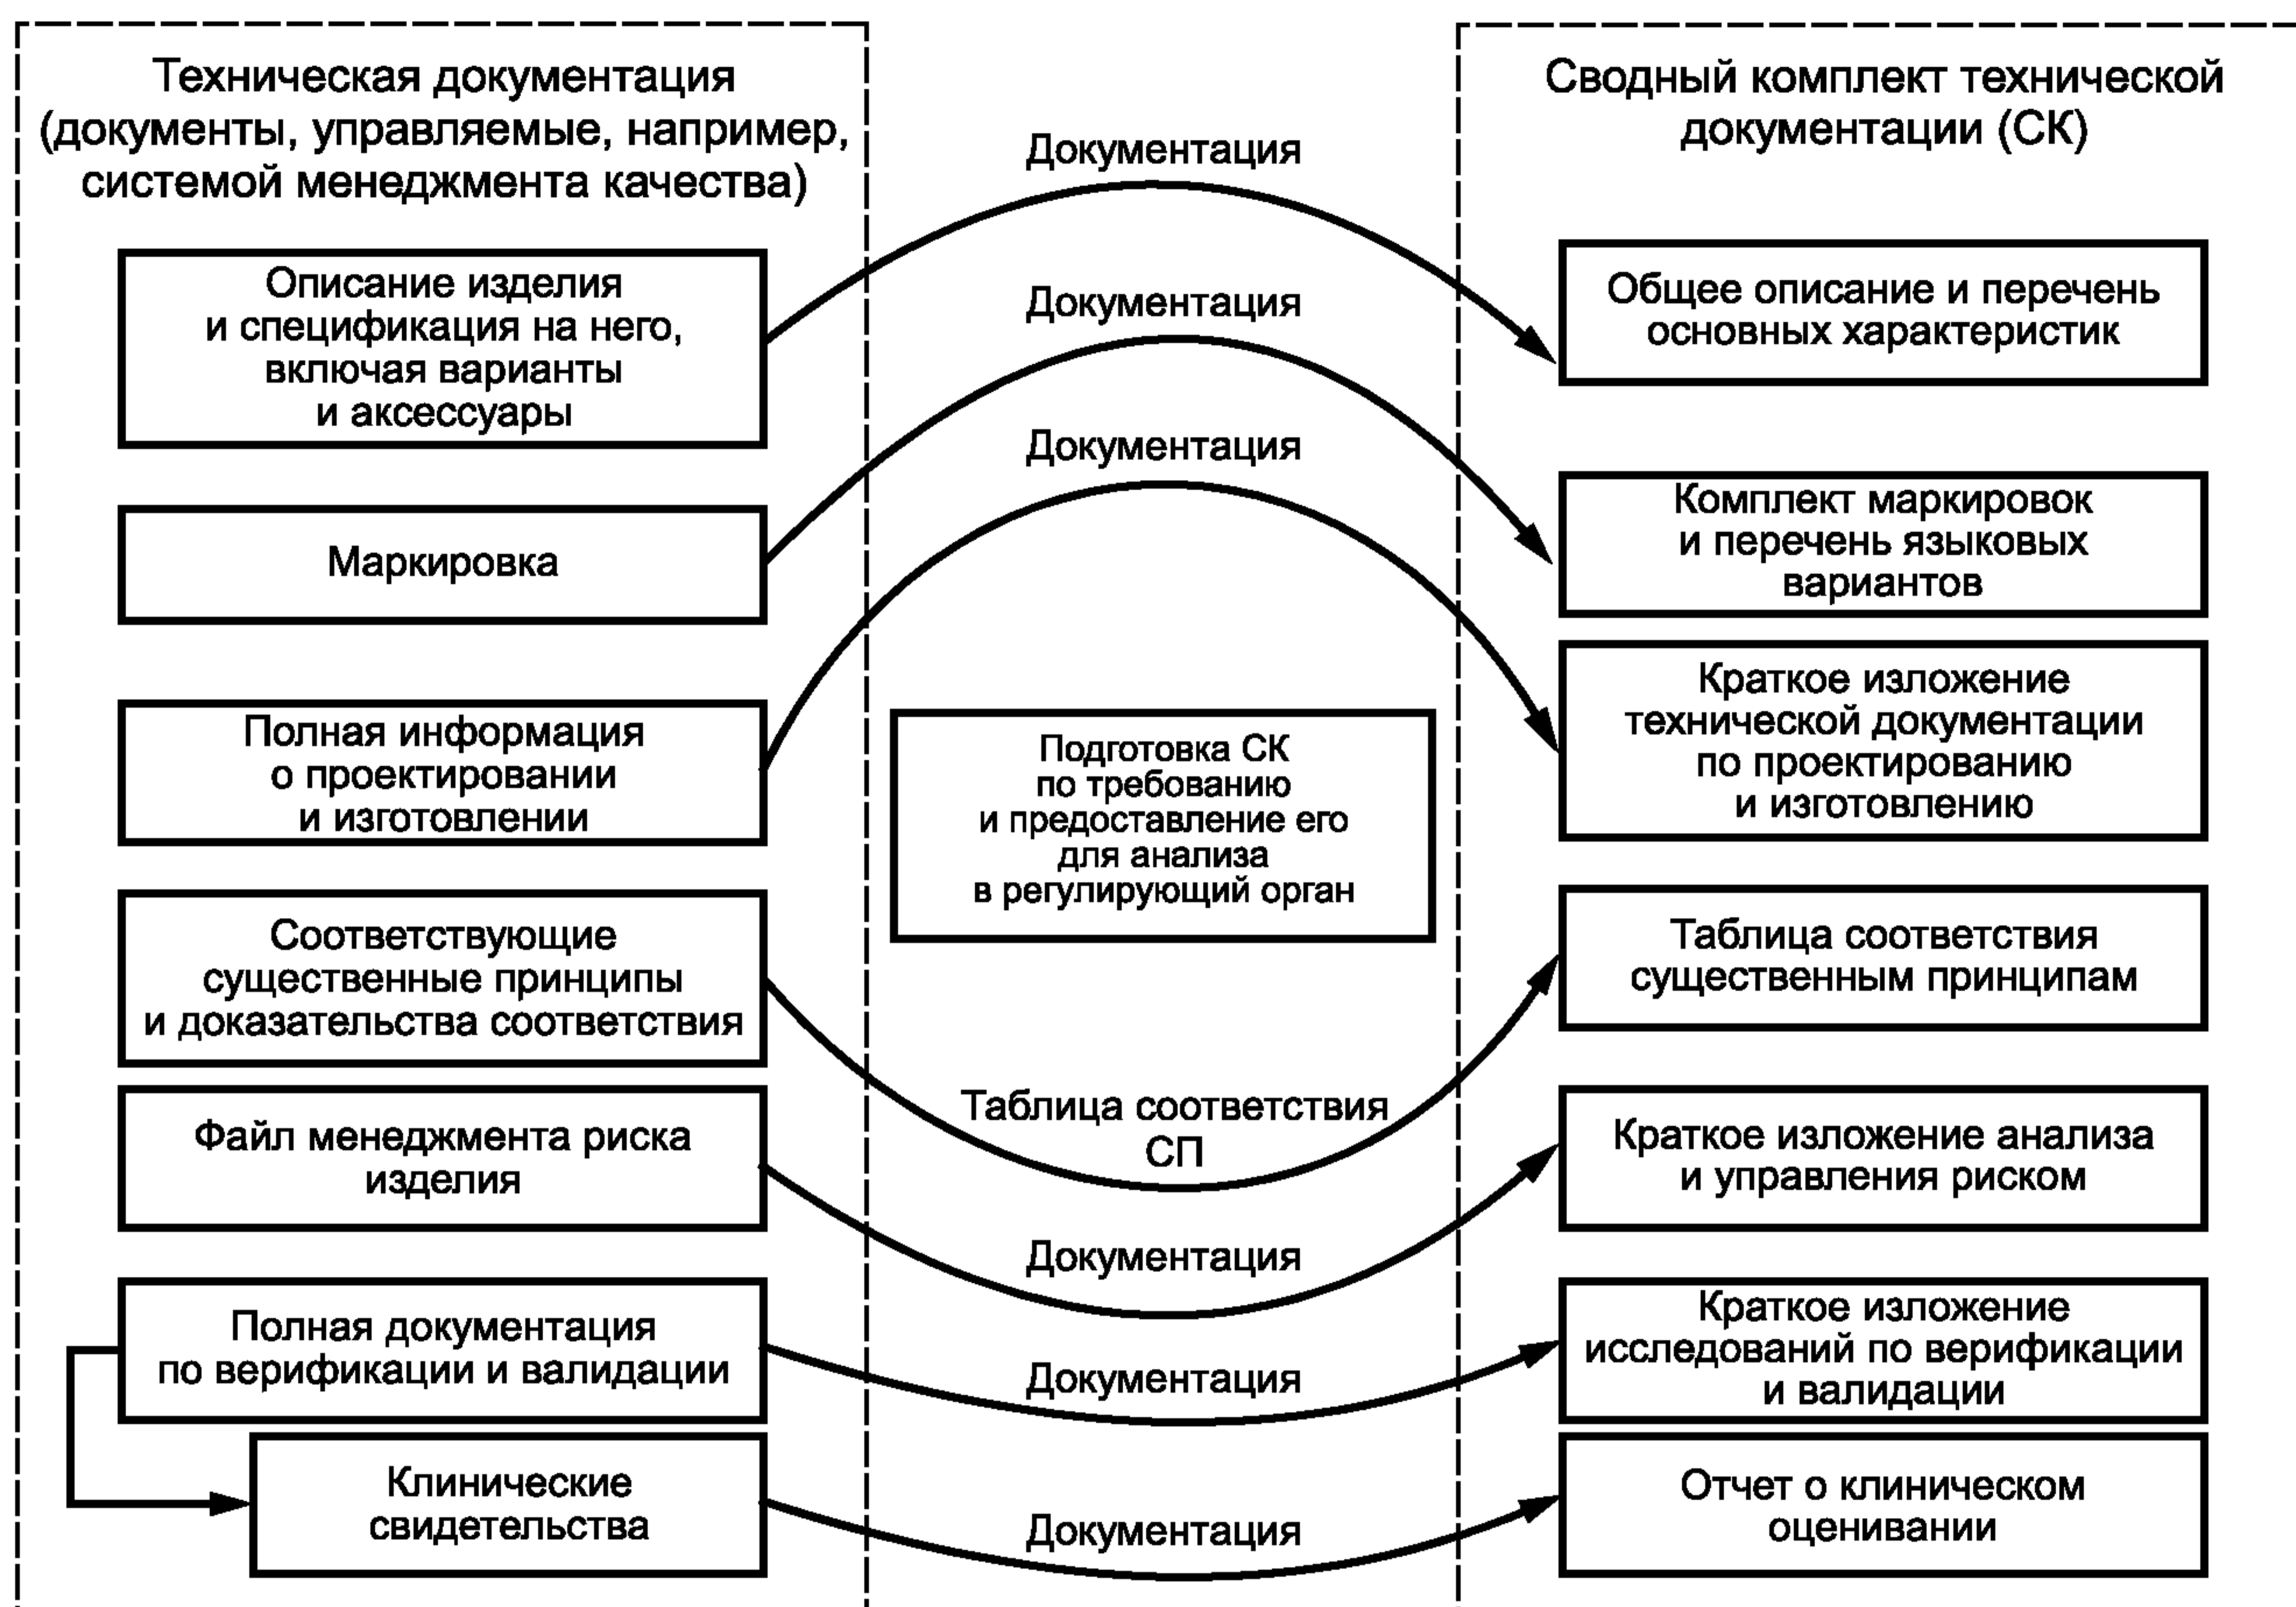 Техническая документация
(документы, управляемые, например,
системой менеджмента качества)
Описание изделия
и спецификация на него,
включая варианты
и аксессуары
Маркировка
Полная информация
о проектировании
и изготовлении
Соответствующие
существенные принципы
и доказательства соответствия
Файл менеджмента риска
изделия
Полная документация
по верификации и валидации
Клинические
свидетельства
Документация
Документация
Документация
Подготовка СК
по требованию
и предоставление его
для анализа
в регулирующий орган
Таблица соответствия
СП
Документация
Документация
Документация
Сводный комплект технической
документации (СК)
Общее описание и перечень
основных характеристик
Комплект маркировок
и перечень языковых
вариантов
Краткое изложение
технической документации
по проектированию
и изготовлению
Таблица соответствия
существенным принципам
Краткое изложение анализа
и управления риском
Краткое изложение
исследований по верификации
и валидации
Отчет о клиническом
оценивании